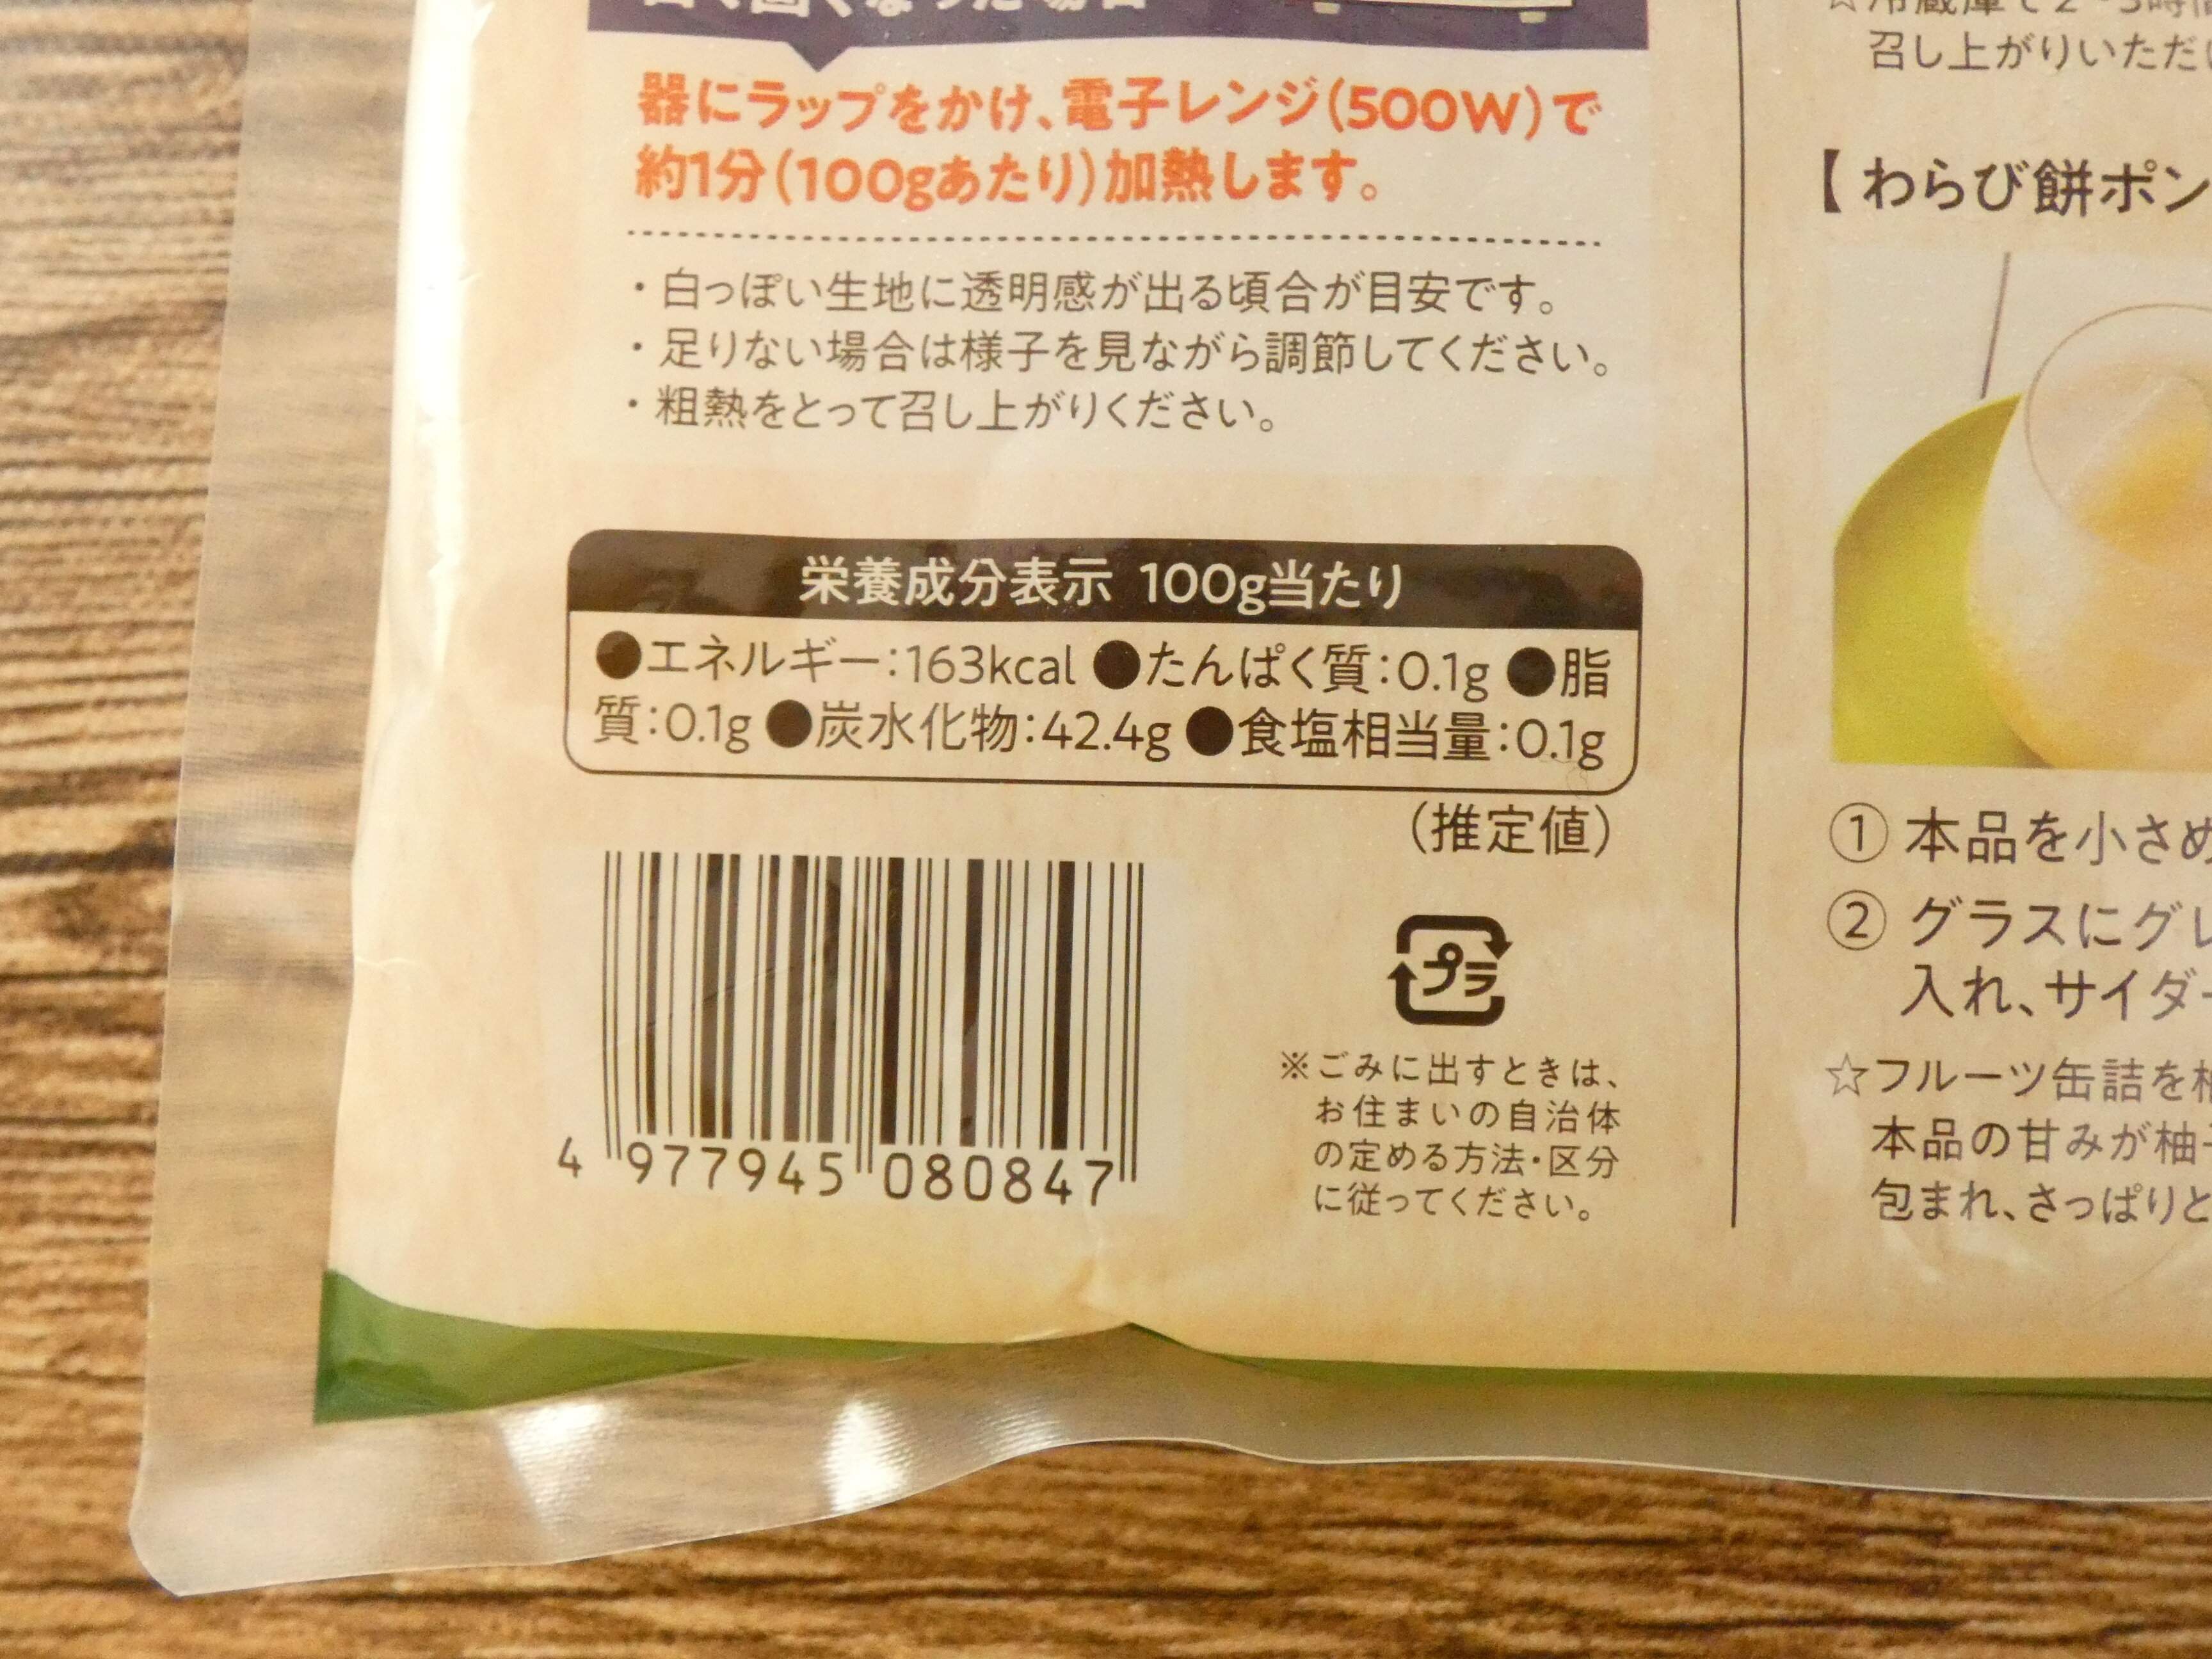 器にラップをかけ、電子レンジ(500W)で
約1分(100gあたり)加熱します。
・白っぽい生地に透明感が出る頃合が目安です。
・足りない場合は様子を見ながら調節してください。
・粗熱をとって召し上がりください。
栄養成分表示 100g当たり
●エネルギー:163kcal ●たんぱく質:0.1g ●脂
質:0.1g ●炭水化物:42.4g ●食塩相当量:0.1g
(推定値)
4 977945 080847
プラ
※ごみに出すときは、
お住まいの自治体
の定める方法・区分
に従ってください。
召し上がりいただ
【わらび餅ポン
① 本品を小さめ
② グラスにグレ
入れ、サイダー
☆フルーツ缶詰を
本品の甘みが柚
包まれ、さっぱりと